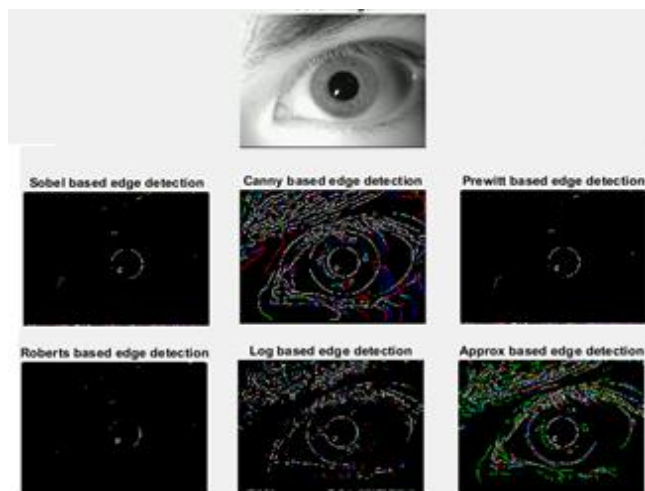 Sobel based edge detection
Canny based edge detection
Prewitt based edge detection
Roberts based edge detection
Log based edge detection
Approx based edge detection